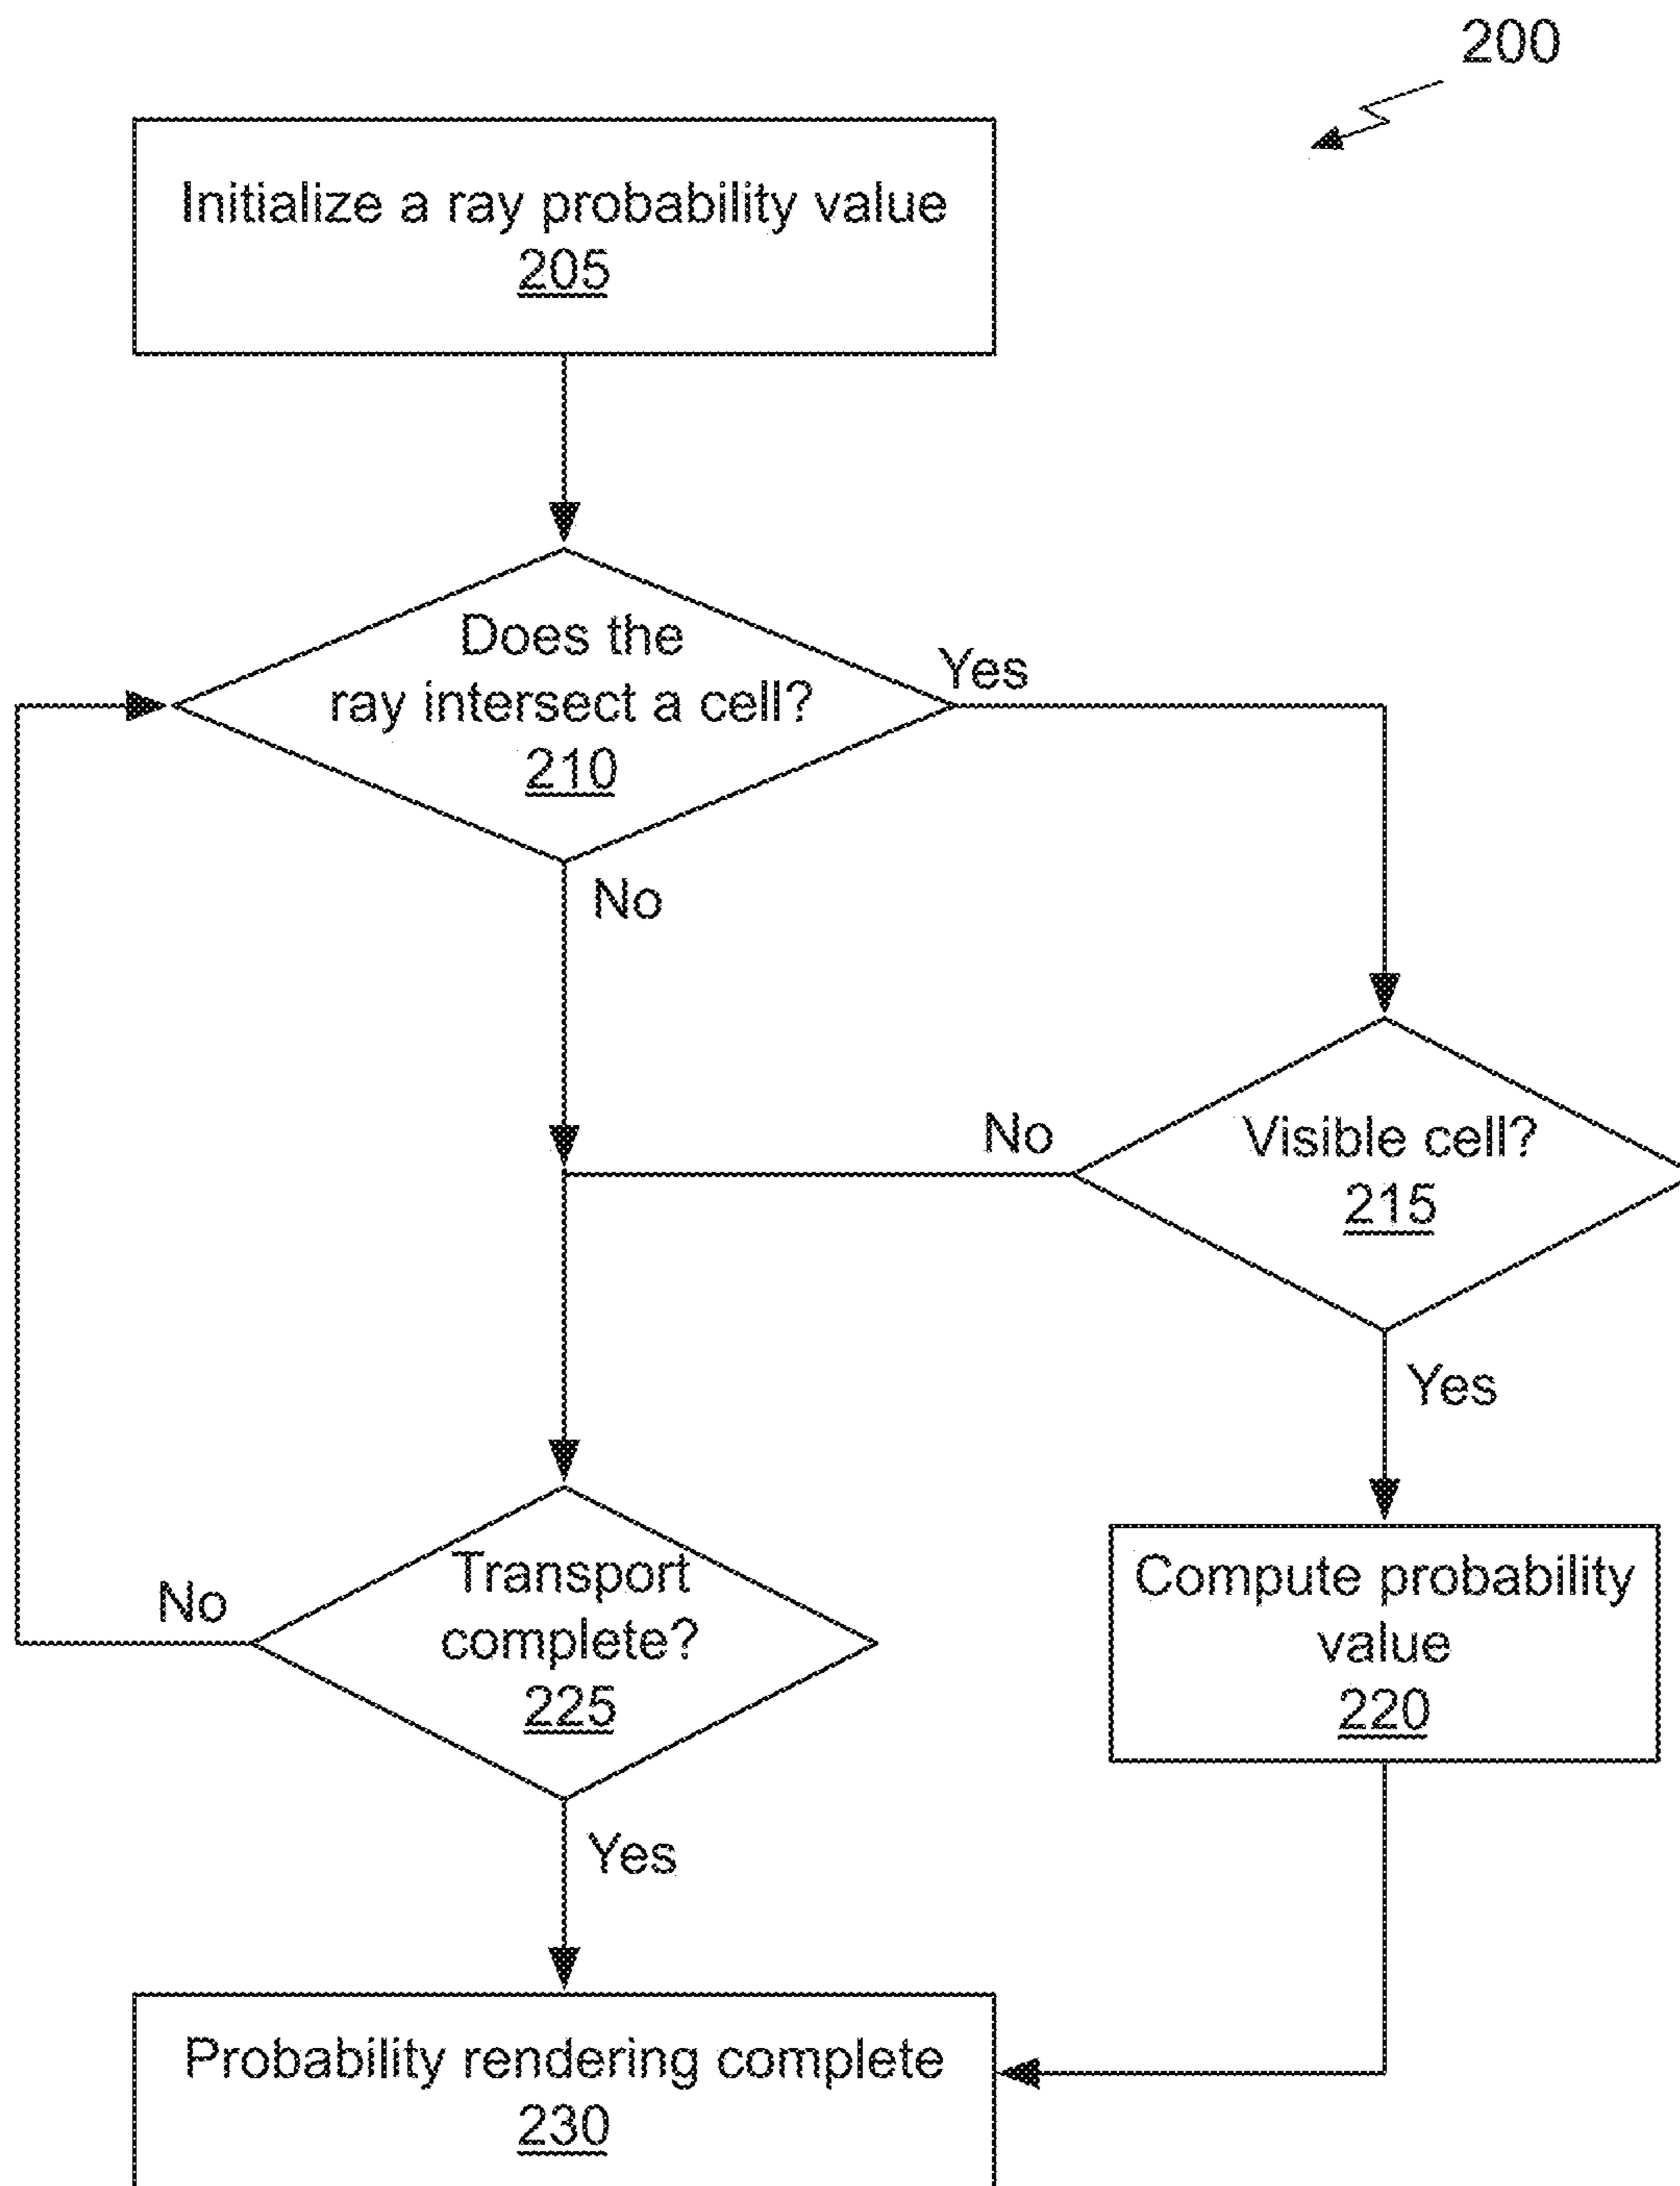 200
Initialize a ray probability value
205
Does the
ray intersect a cell?
210
Yes
No
Visible cell?
215
No
Yes
Transport
complete?
225
No
Yes
Compute probability
value
220
Probability rendering complete
230